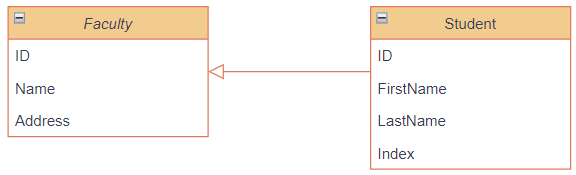 Faculty
ID
Name
Address
Student
ID
FirstName
LastName
Index